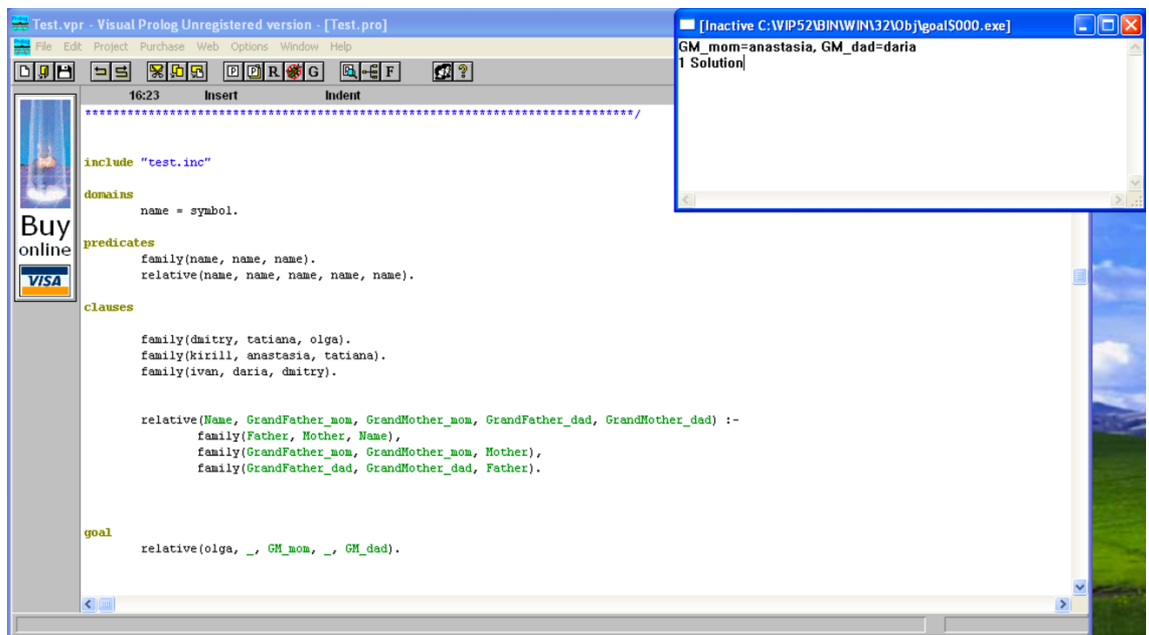 Test.vpr - Visual Prolog Unregistered version - [Test.pro]
File Edit Project Purchase Web Options Window Help
P P R G F ?
16:23 Insert Indent
[Inactive C:\VIP52\BIN\WIN\32\Obj\goal$000.exe]
GM_mom=anastasia, GM_dad=daria
1 Solution
Buy
online
VISA
******************************************************************************/
include "test.inc"
domains
name = symbol.
predicates
family(name, name, name).
relative(name, name, name, name, name).
clauses
family(dmitry, tatiana, olga).
family(kirill, anastasia, tatiana).
family(ivan, daria, dmitry).
relative(Name, GrandFather_mom, GrandMother_mom, GrandFather_dad, GrandMother_dad) :-
family(Father, Mother, Name),
family(GrandFather_mom, GrandMother_mom, Mother),
family(GrandFather_dad, GrandMother_dad, Father).
goal
relative(olga, _, GM_mom, _, GM_dad).